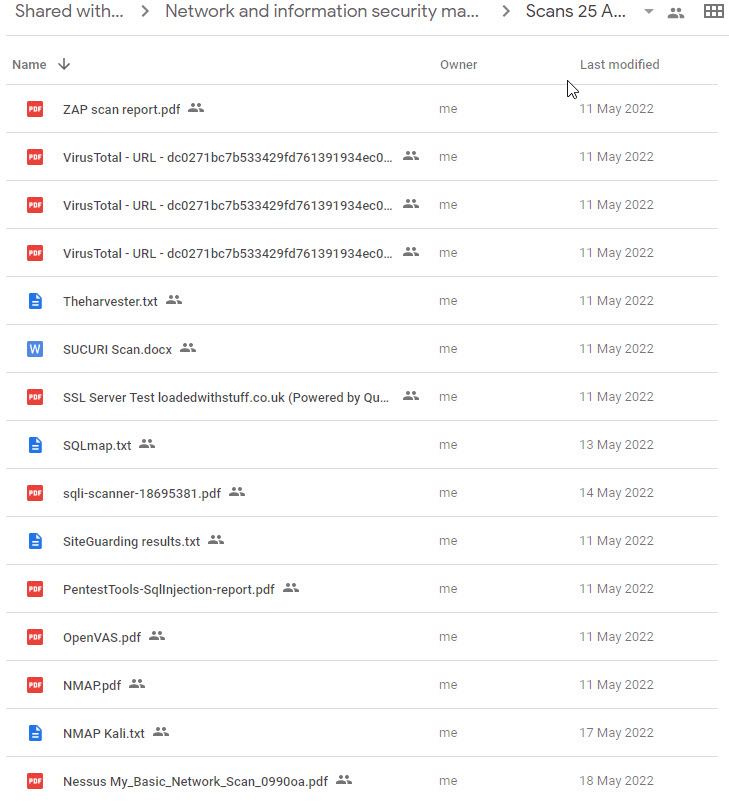 Shared with... > Network and information security ma... > Scans 25 A...
Name Owner Last modified
PDF ZAP scan report.pdf me 11 May 2022
PDF VirusTotal - URL - dc0271bc7b533429fd761391934ec0... me 11 May 2022
PDF VirusTotal - URL - dc0271bc7b533429fd761391934ec0... me 11 May 2022
PDF VirusTotal - URL - dc0271bc7b533429fd761391934ec0... me 11 May 2022
Theharvester.txt me 11 May 2022
W SUCURI Scan.docx me 11 May 2022
PDF SSL Server Test loadedwithstuff.co.uk (Powered by Qu... me 11 May 2022
SQLmap.txt me 13 May 2022
PDF sqli-scanner-18695381.pdf me 14 May 2022
SiteGuarding results.txt me 11 May 2022
PDF PentestTools-SqlInjection-report.pdf me 11 May 2022
PDF OpenVAS.pdf me 11 May 2022
PDF NMAP.pdf me 11 May 2022
NMAP Kali.txt me 17 May 2022
PDF Nessus My_Basic_Network_Scan_0990oa.pdf me 18 May 2022